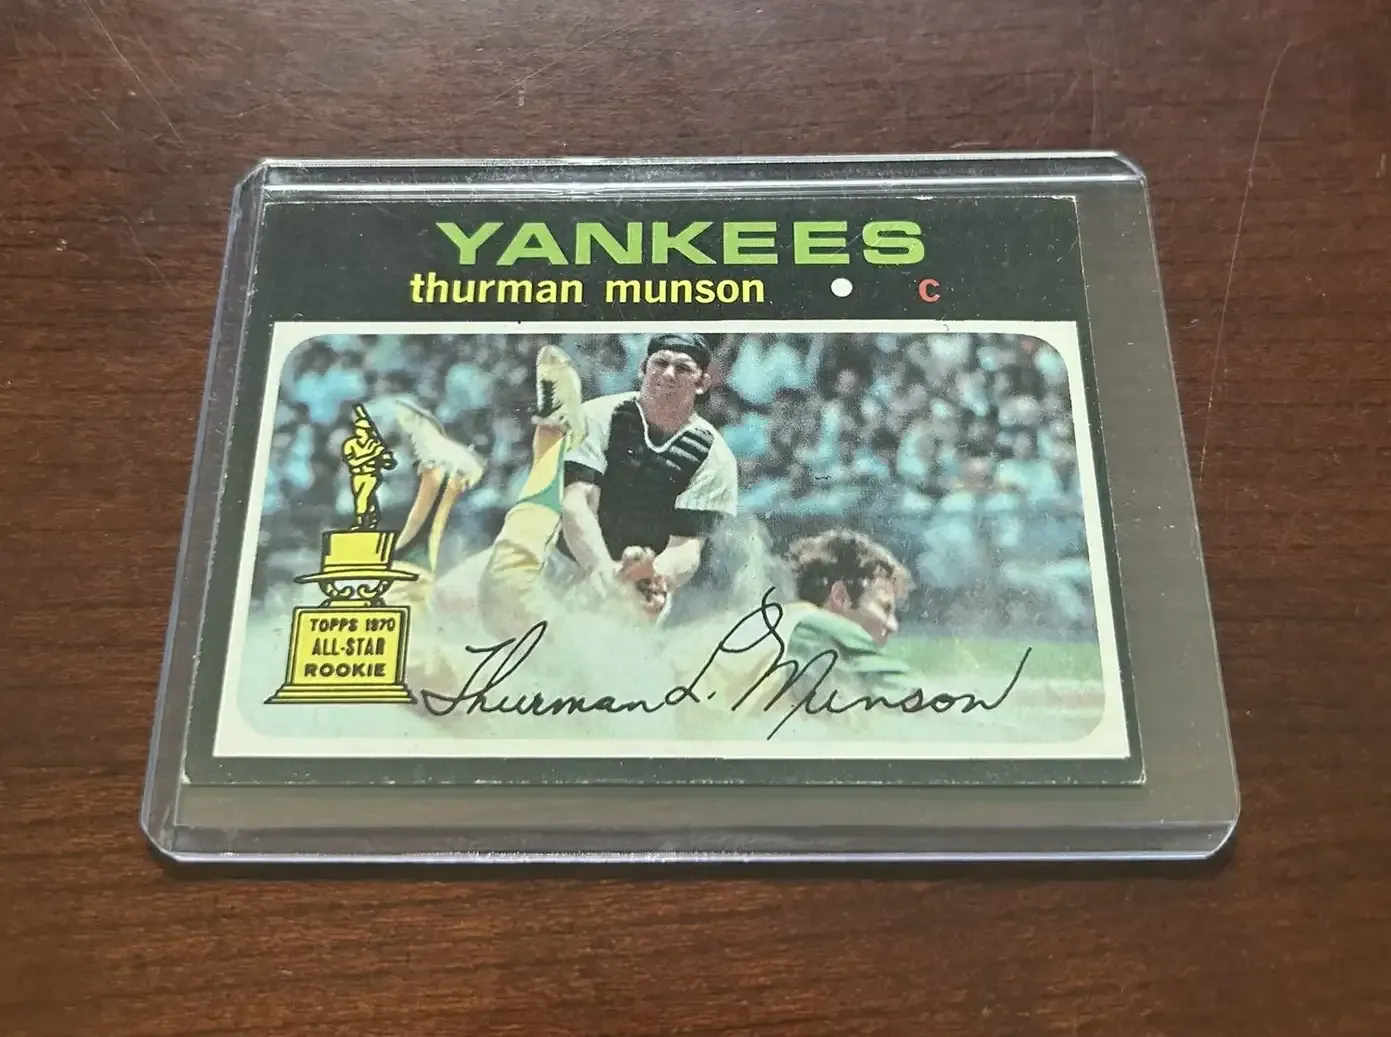 YANKEES
thurman munson • c
TOPPS 1970
ALL-STAR
ROOKIE
Thurman L. Munson